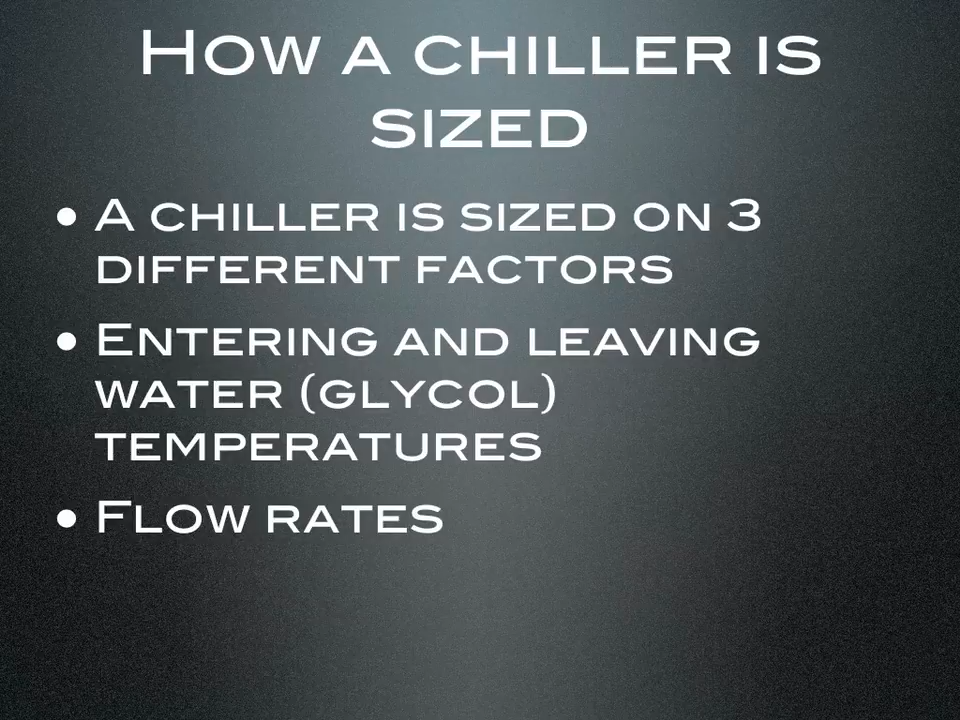 How a chiller is
sized
• A chiller is sized on 3
different factors
• Entering and leaving
water (glycol)
temperatures
• Flow rates